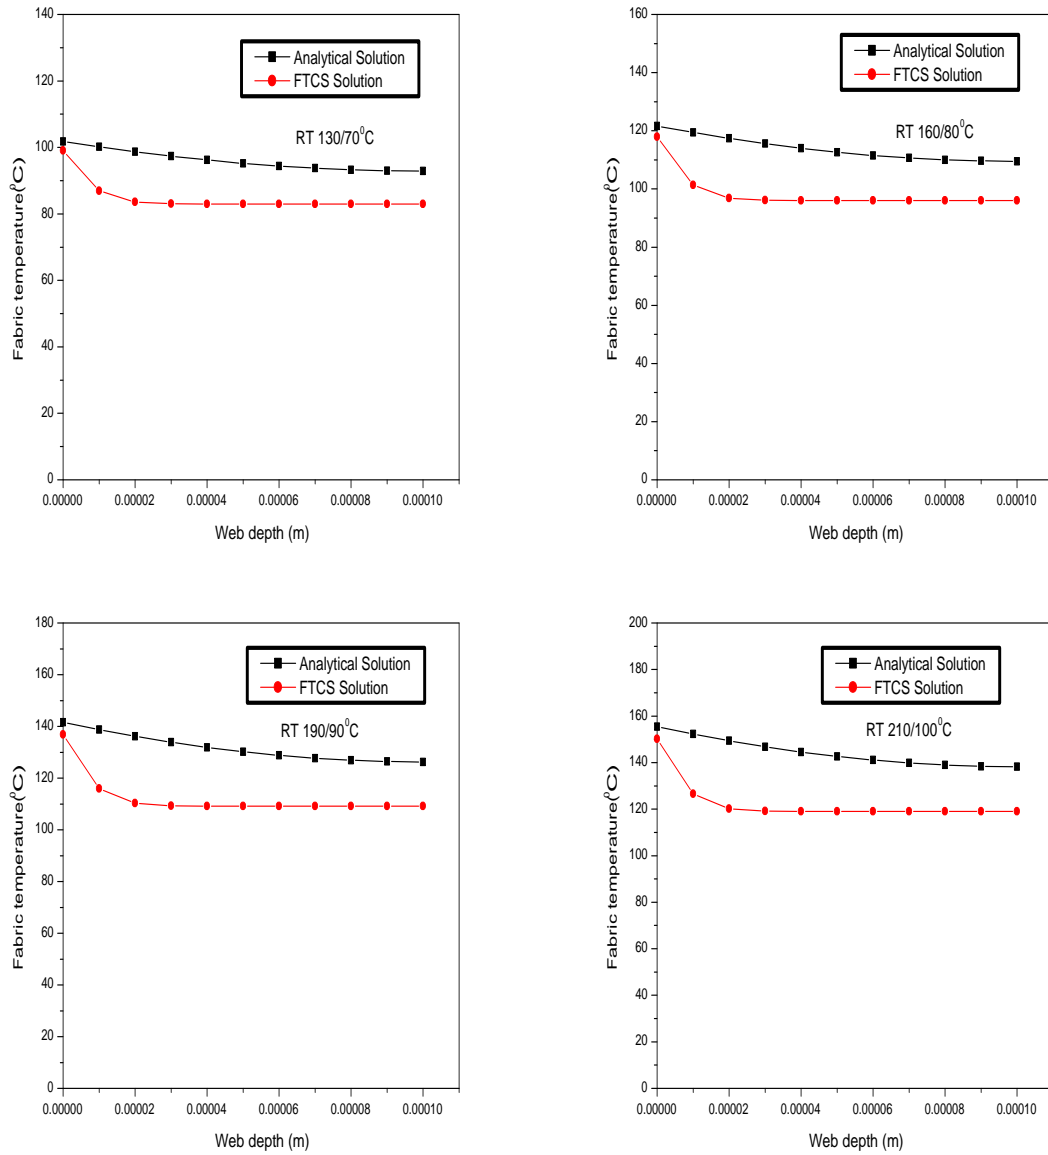 140
120
100
80
60
40
20
0
Fabric temperature(⁰C)
Analytical Solution
FTCS Solution
RT 130/70⁰C
0.00000 0.00002 0.00004 0.00006 0.00008 0.00010
Web depth (m)
160
140
120
100
80
60
40
20
0
Fabric temperature(⁰C)
Analytical Solution
FTCS Solution
RT 160/80⁰C
0.00000 0.00002 0.00004 0.00006 0.00008 0.00010
Web depth (m)
180
160
140
120
100
80
60
40
20
0
Fabric temperature(⁰C)
Analytical Solution
FTCS Solution
RT 190/90⁰C
0.00000 0.00002 0.00004 0.00006 0.00008 0.00010
Web depth (m)
200
180
160
140
120
100
80
60
40
20
0
Fabric temperature(⁰C)
Analytical Solution
FTCS Solution
RT 210/100⁰C
0.00000 0.00002 0.00004 0.00006 0.00008 0.00010
Web depth (m)